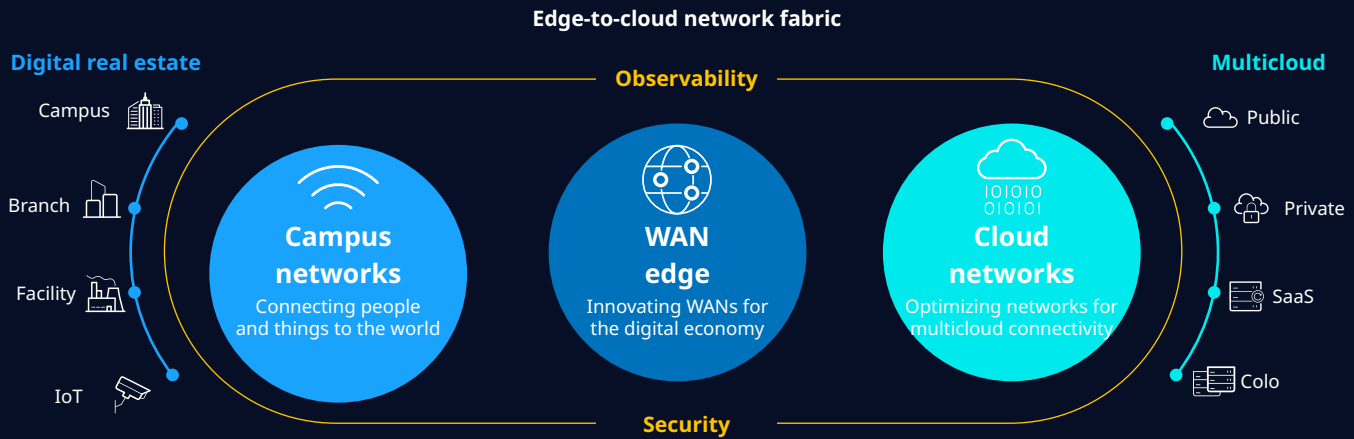 Edge-to-cloud network fabric
Digital real estate
Campus
Branch
Facility
IoT
Observability
Campus
networks
Connecting people
and things to the world
WAN
edge
Innovating WANs for
the digital economy
IOIOIO
OIOIOI
Cloud
networks
Optimizing networks for
multicloud connectivity
Security
Multicloud
Public
Private
SaaS
Colo